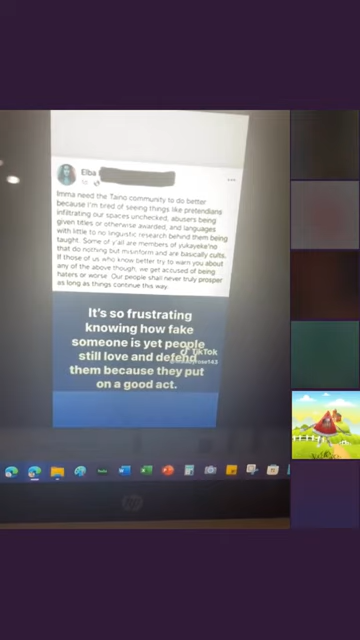 Elba
Imma need the Taino community to do better
because I'm tired of seeing things like pretendians
infiltrating our spaces unchecked, abusers being
given titles or otherwise awarded, and languages
with little to no linguistic research behind them being
taught. Some of y'all are members of yukayeke'no
that do nothing but misinform and are basically cults.
If those of us who know better try to warn you about
any of the above though, we get accused of being
haters or worse. Our people shall never truly prosper
as long as things continue this way.
It's so frustrating
knowing how fake
someone is yet people
still love and defend
them because they put
on a good act.
TikTok
hp